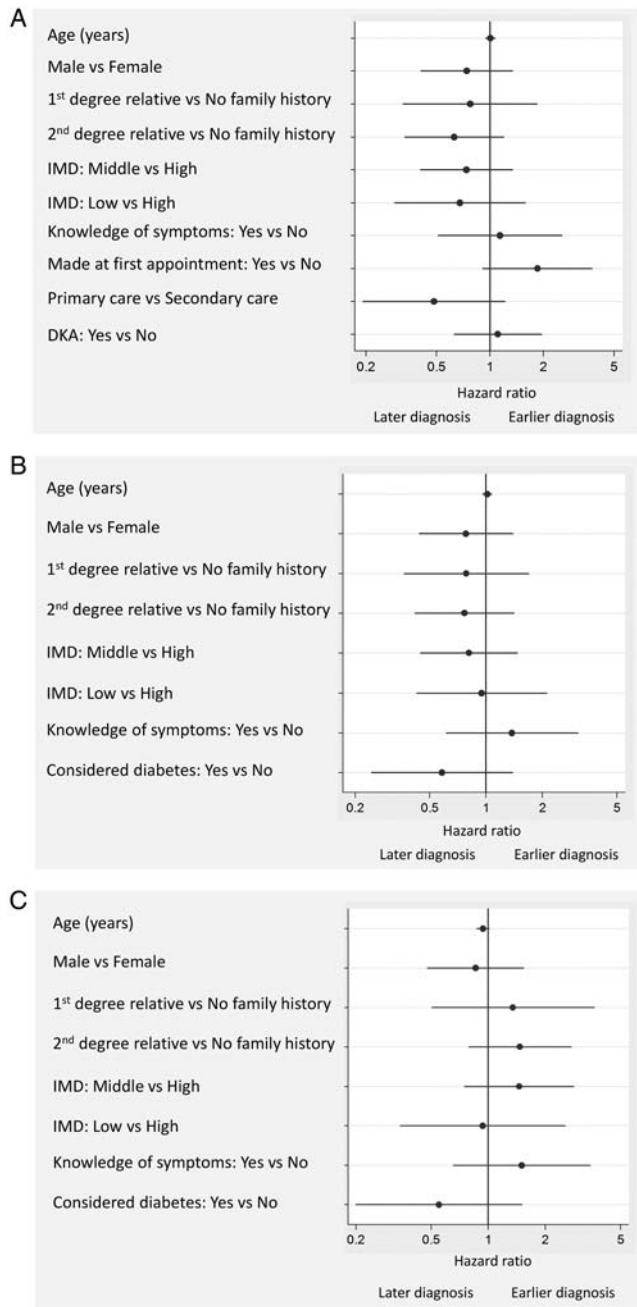 A
Age (years)
Male vs Female
1st degree relative vs No family history
2nd degree relative vs No family history
IMD: Middle vs High
IMD: Low vs High
Knowledge of symptoms: Yes vs No
Made at first appointment: Yes vs No
Primary care vs Secondary care
DKA: Yes vs No
0.2 0.5 1 2 5
Hazard ratio
Later diagnosis Earlier diagnosis
B
Age (years)
Male vs Female
1st degree relative vs No family history
2nd degree relative vs No family history
IMD: Middle vs High
IMD: Low vs High
Knowledge of symptoms: Yes vs No
Considered diabetes: Yes vs No
0.2 0.5 1 2 5
Hazard ratio
Later diagnosis Earlier diagnosis
C
Age (years)
Male vs Female
1st degree relative vs No family history
2nd degree relative vs No family history
IMD: Middle vs High
IMD: Low vs High
Knowledge of symptoms: Yes vs No
Considered diabetes: Yes vs No
0.2 0.5 1 2 5
Hazard ratio
Later diagnosis Earlier diagnosis